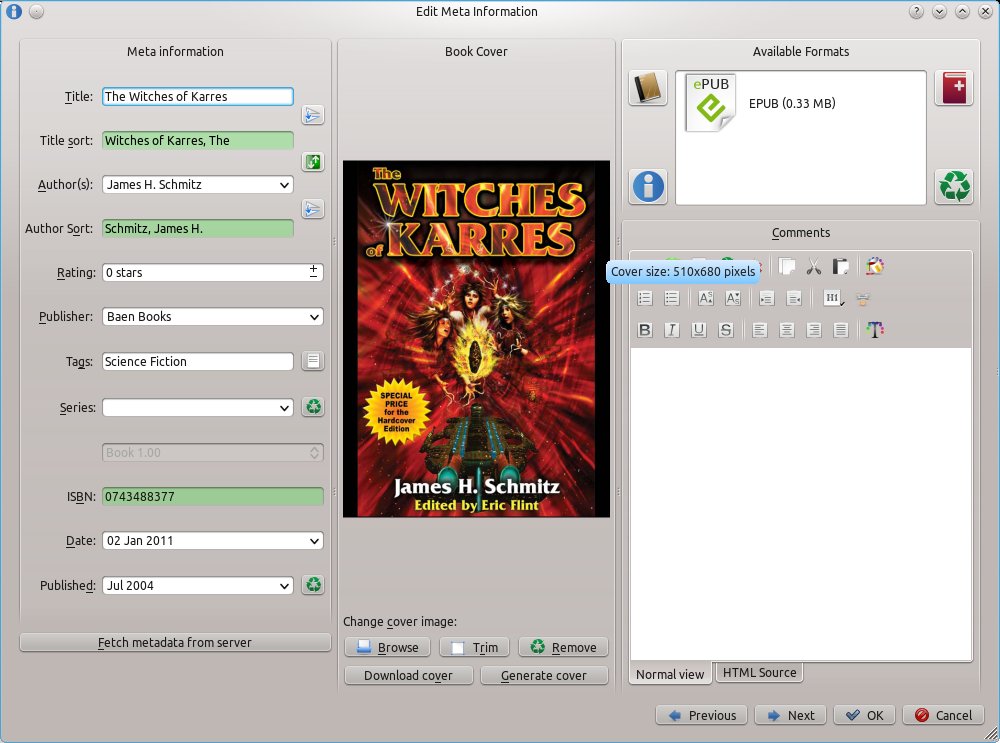 Edit Meta Information
Meta information
Title: The Witches of Karres
Title sort: Witches of Karres, The
Author(s): James H. Schmitz
Author Sort: Schmitz, James H.
Rating: 0 stars
Publisher: Baen Books
Tags: Science Fiction
Series:
Book 1.00
ISBN: 0743488377
Date: 02 Jan 2011
Published: Jul 2004
Fetch metadata from server
Book Cover
The
WITCHES
of KARRES
SPECIAL
PRICE
for the
Hardcover
Edition
James H. Schmitz
Edited by Eric Flint
Change cover image:
Browse
Trim
Remove
Download cover
Generate cover
Available Formats
ePUB
EPUB (0.33 MB)
Comments
Cover size: 510x680 pixels
H1
B I U S
Normal view
HTML Source
Previous
Next
OK
Cancel